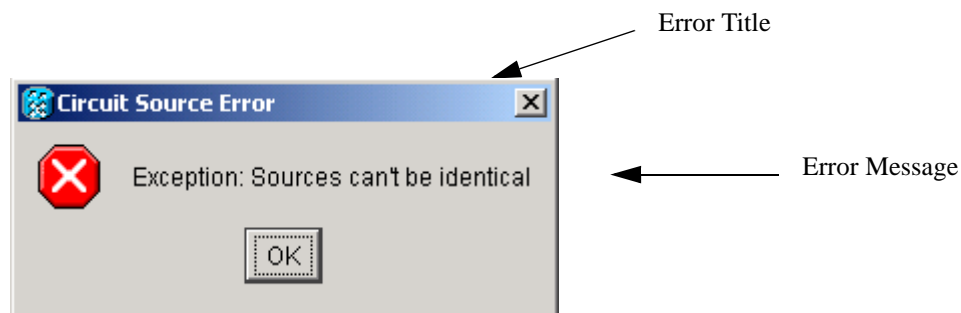 Error Title
Circuit Source Error
Exception: Sources can't be identical
Error Message
OK